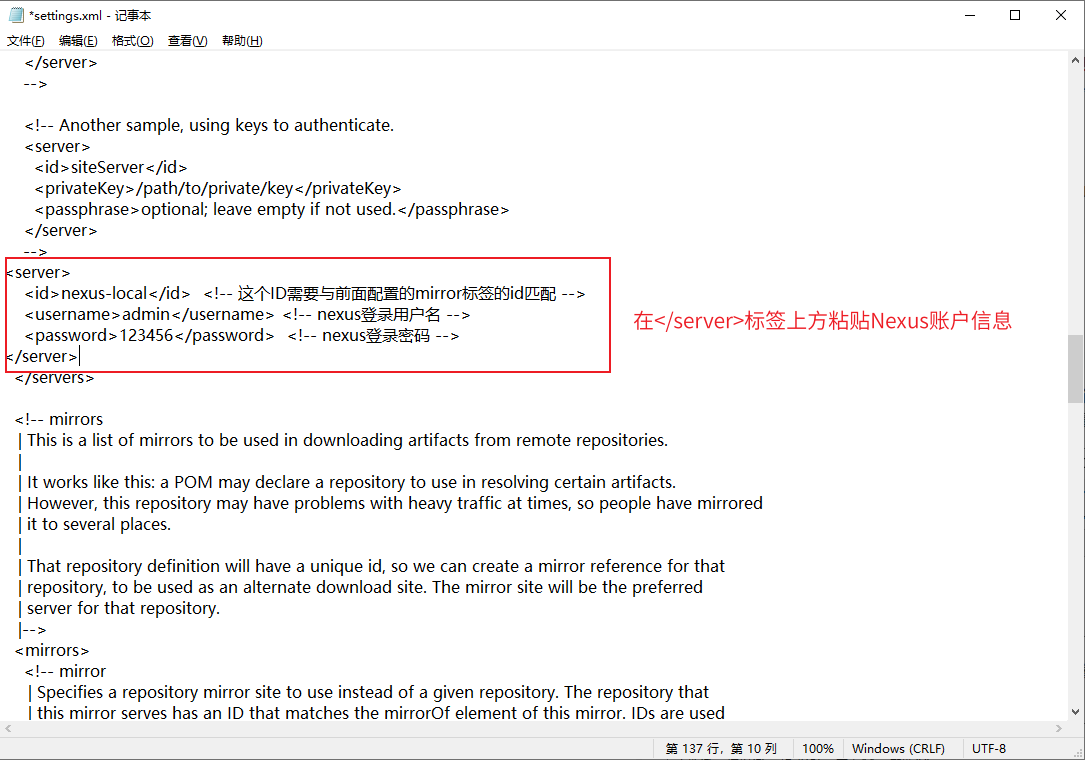 *settings.xml - 记事本
文件(F) 编辑(E) 格式(O) 查看(V) 帮助(H)
</server>
-->
<!-- Another sample, using keys to authenticate.
<server>
<id>siteServer</id>
<privateKey>/path/to/private/key</privateKey>
<passphrase>optional; leave empty if not used.</passphrase>
</server>
-->
<server>
<id>nexus-local</id> <!-- 这个ID需要与前面配置的mirror标签的id匹配 -->
<username>admin</username> <!-- nexus登录用户名 -->
<password>123456</password> <!-- nexus登录密码 -->
</server>
在</server>标签上方粘贴Nexus账户信息
</servers>
<!-- mirrors
| This is a list of mirrors to be used in downloading artifacts from remote repositories.
|
| It works like this: a POM may declare a repository to use in resolving certain artifacts.
| However, this repository may have problems with heavy traffic at times, so people have mirrored
| it to several places.
|
| That repository definition will have a unique id, so we can create a mirror reference for that
| repository, to be used as an alternate download site. The mirror site will be the preferred
| server for that repository.
|-->
<mirrors>
<!-- mirror
| Specifies a repository mirror site to use instead of a given repository. The repository that
| this mirror serves has an ID that matches the mirrorOf element of this mirror. IDs are used
第 137 行，第 10 列 100% Windows (CRLF) UTF-8